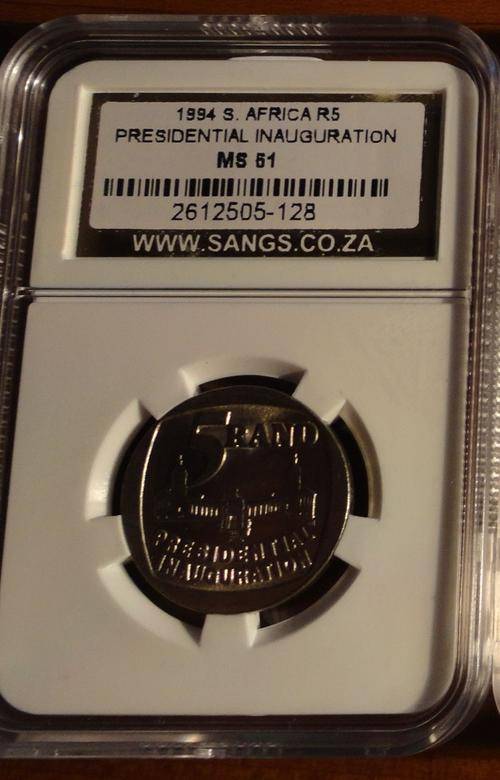 1994 S. AFRICA R5
PRESIDENTIAL INAUGURATION
MS 61
2612505-128
WWW.SANGS.CO.ZA
5 RAND
PRESIDENTIAL
INAUGURATION